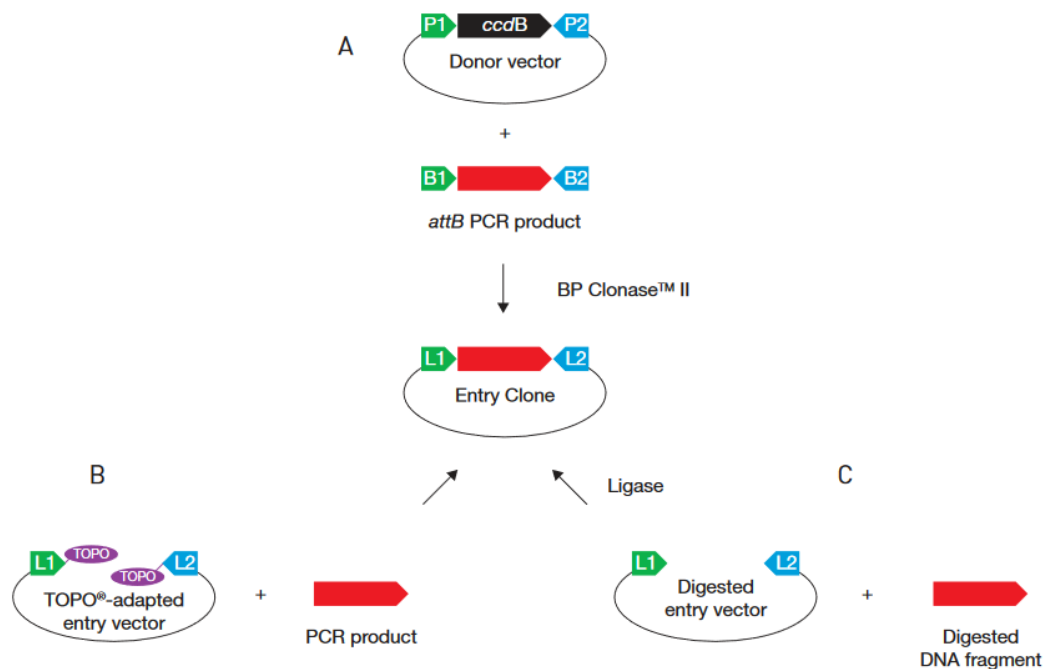 A
P1 ccdB P2
Donor vector
+
B1 B2
attB PCR product
BP Clonase™ II
L1 L2
Entry Clone
B
Ligase
C
L1 TOPO TOPO L2
TOPO®-adapted
entry vector
+
PCR product
L1 L2
Digested
entry vector
+
Digested
DNA fragment